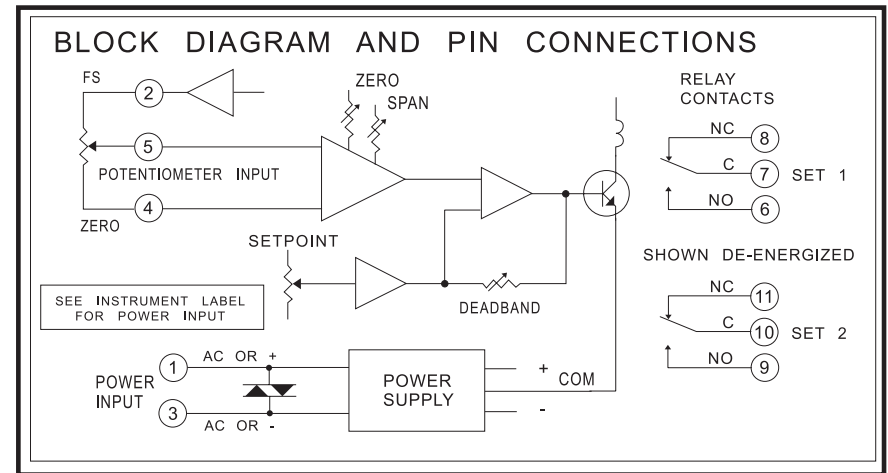 BLOCK DIAGRAM AND PIN CONNECTIONS
FS
2
ZERO
SPAN
5
POTENTIOMETER INPUT
4
ZERO
SETPOINT
DEADBAND
SEE INSTRUMENT LABEL
FOR POWER INPUT
POWER
INPUT
1
AC OR +
3
AC OR -
POWER
SUPPLY
+
COM
-
RELAY
CONTACTS
NC
8
C
7
SET 1
NO
6
SHOWN DE-ENERGIZED
NC
11
C
10
SET 2
NO
9